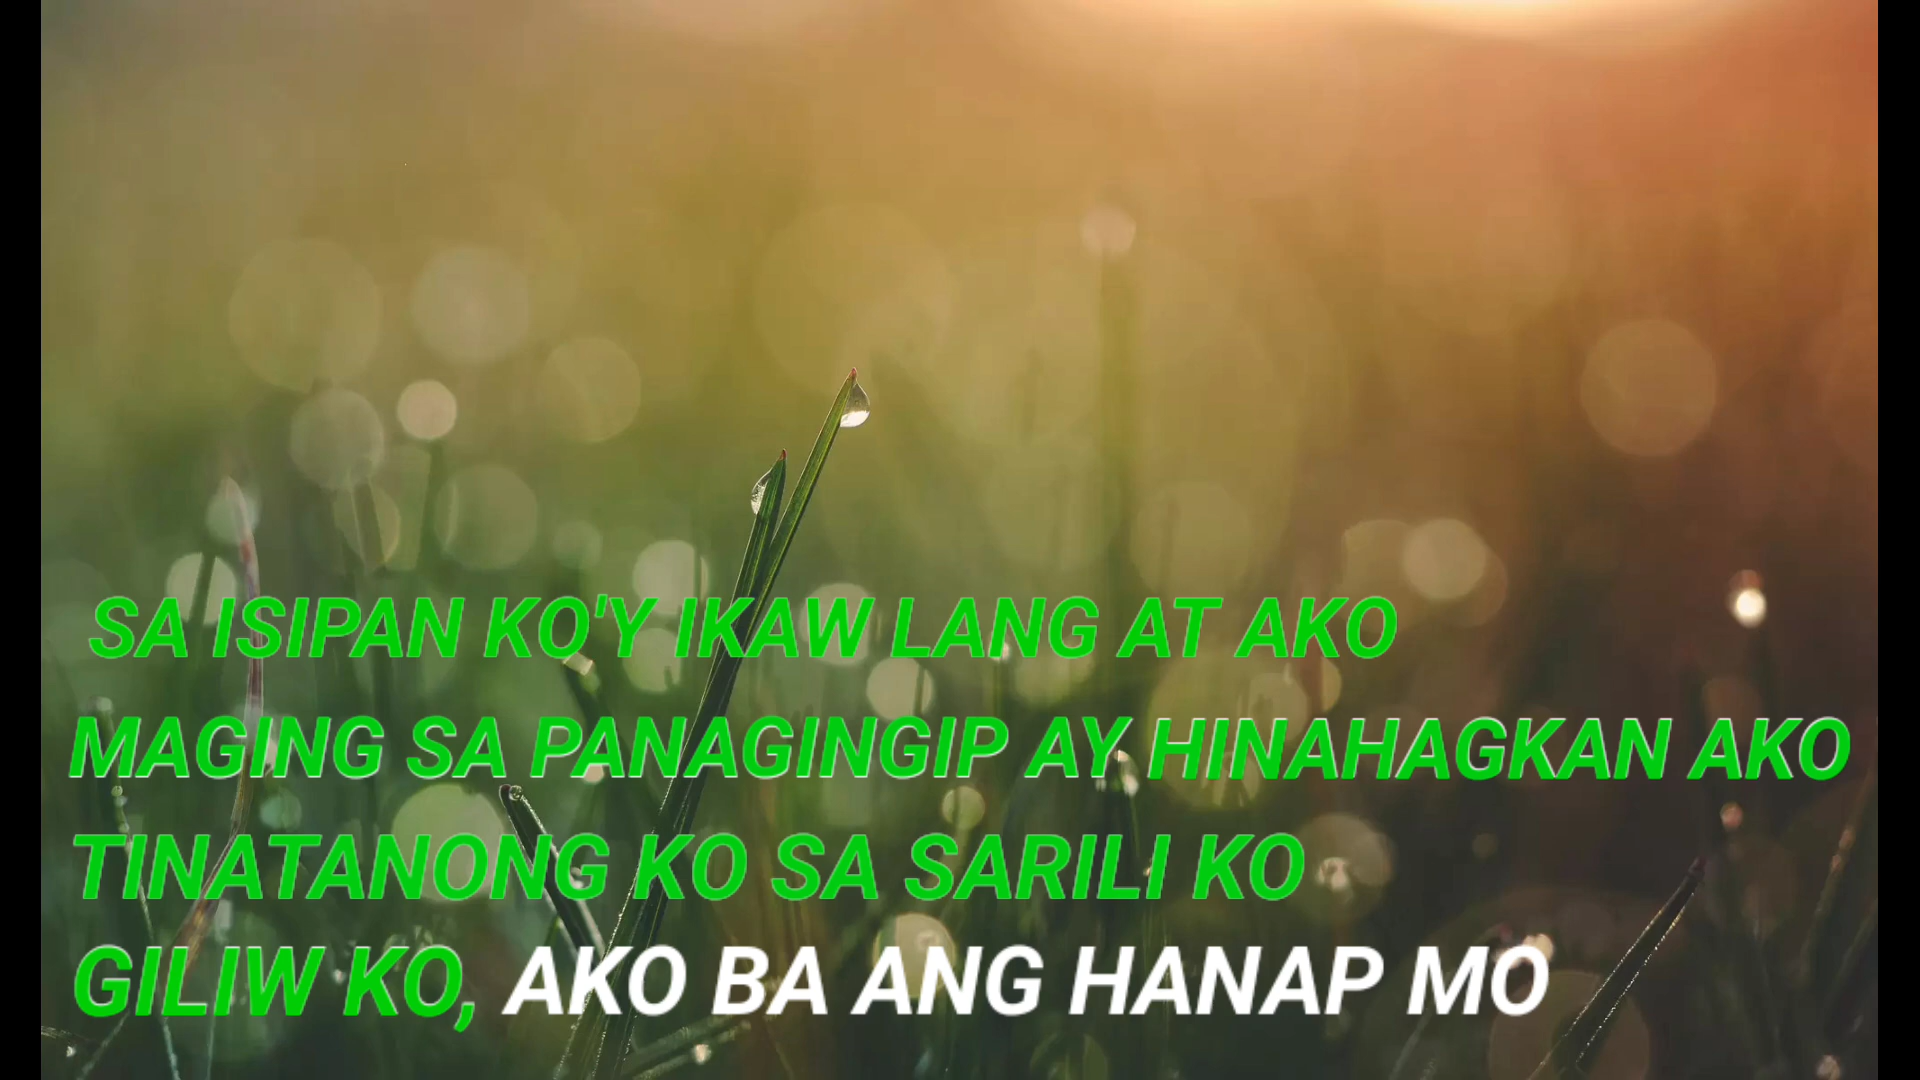 SA ISIPAN KO'Y IKAW LANG AT AKO
MAGING SA PANAGINGIP AY HINAHAGKAN AKO
TINATANONG KO SA SARILI KO
GILIW KO, AKO BA ANG HANAP MO